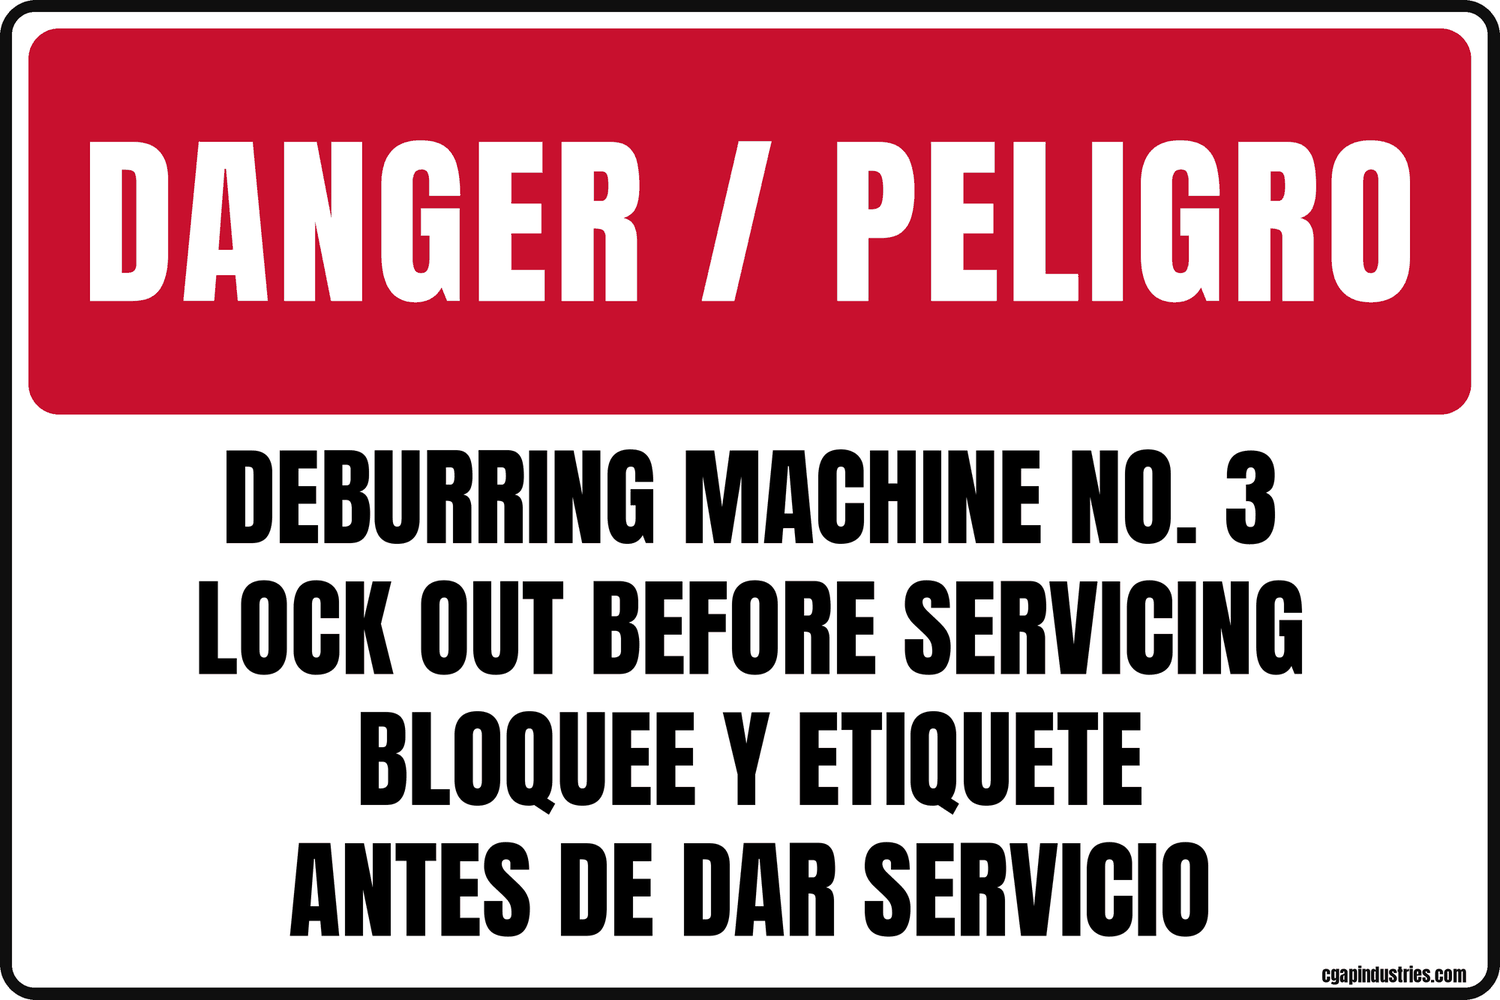 DANGER / PELIGRO
DEBURRING MACHINE NO. 3
LOCK OUT BEFORE SERVICING
BLOQUEE Y ETIQUETE
ANTES DE DAR SERVICIO
cgapindustries.com